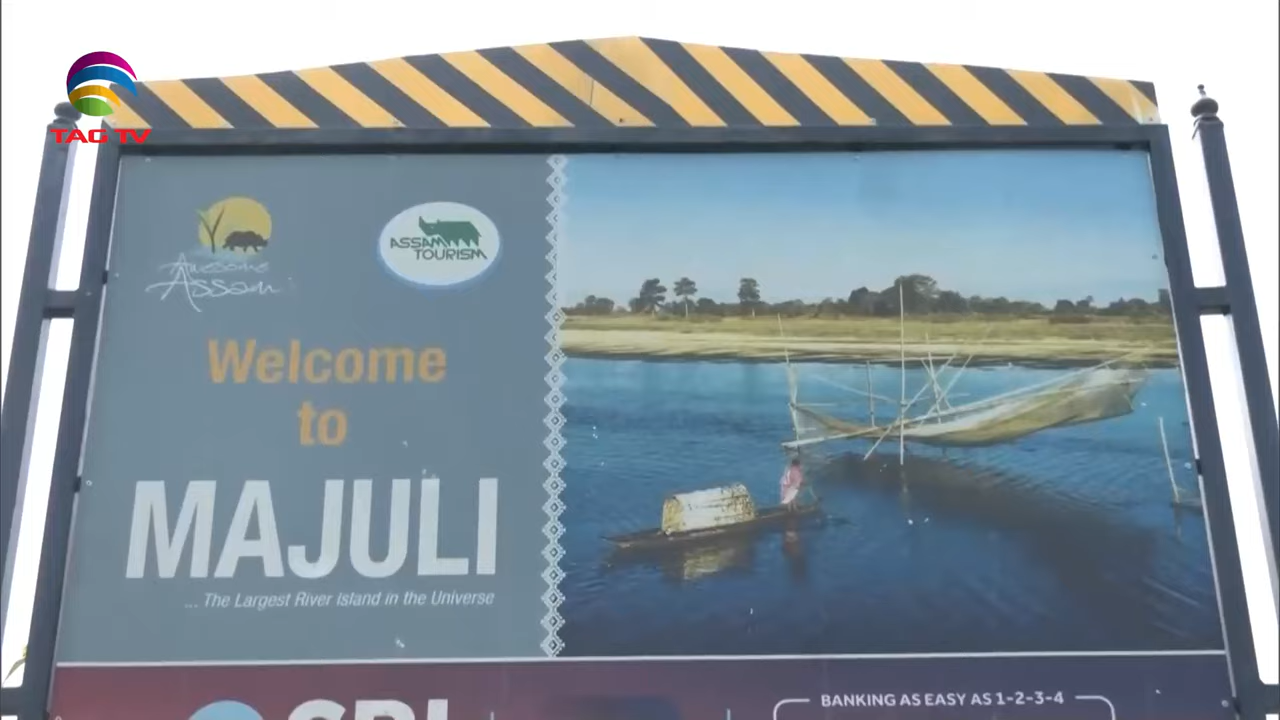 TAG TV
Awesome
Assam
ASSAM
TOURISM
Welcome
to
MAJULI
... The Largest River Island in the Universe
SBI
BANKING AS EASY AS 1-2-3-4